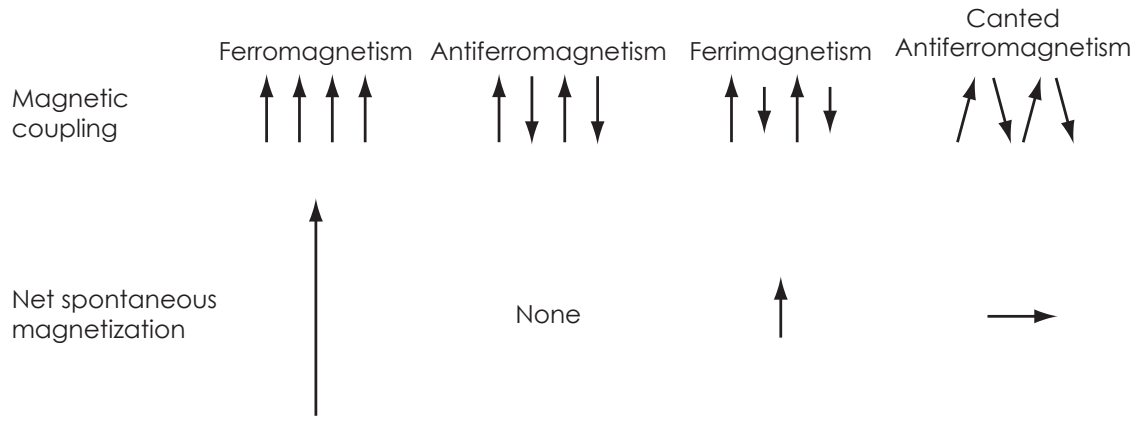 Ferromagnetism
Antiferromagnetism
Ferrimagnetism
Canted
Antiferromagnetism
Magnetic
coupling
Net spontaneous
magnetization
None